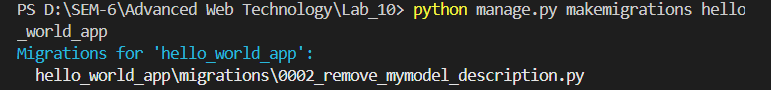 PS D:\SEM-6\Advanced Web Technology\Lab_10> python manage.py makemigrations hello
_world_app
Migrations for 'hello_world_app':
  hello_world_app\migrations\0002_remove_mymodel_description.py